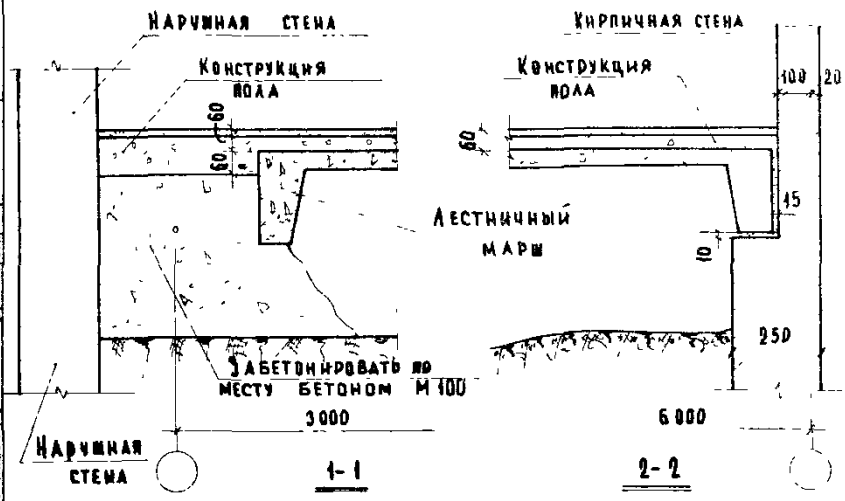 НАРУЖНАЯ СТЕНА
КОНСТРУКЦИЯ
ПОЛА
60
60
ЛЕСТНИЧНЫЙ
МАРШ
ЗАБЕТОНИРОВАТЬ ПО
МЕСТУ БЕТОНОМ М100
3000
НАРУЖНАЯ
СТЕНА
1-1
КИРПИЧНАЯ СТЕНА
КОНСТРУКЦИЯ
ПОЛА
100
20
60
15
10
250
6000
2-2